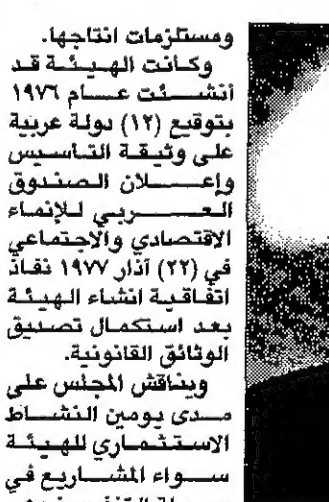 ومستلزمات انتاجها.
وكانت الهيئة قد
أنشئت عام ١٩٧٦
بتوقيع (١٢) دولة عربية
على وثيقة التأسيس
وإعلان الصندوق
العربي للإنماء
الاقتصادي والاجتماعي
في (٢٢) آذار ١٩٧٧ نفاذ
اتفاقية انشاء الهيئة
بعد استكمال تصديق
الوثائق القانونية.
ويناقش المجلس على
مدى يومين النشاط
الاستثماري للهيئة
سواء المشاريع في